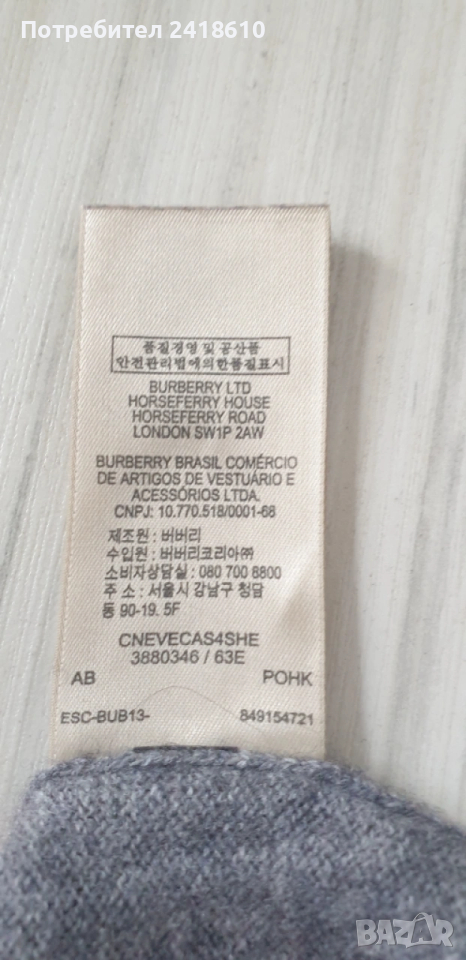 Потребител 2418610
품질경영 및 공산품
안전관리법에의한품질표시
BURBERRY LTD
HORSEFERRY HOUSE
HORSEFERRY ROAD
LONDON SW1P 2AW
BURBERRY BRASIL COMÉRCIO
DE ARTIGOS DE VESTUÁRIO E
ACESSÓRIOS LTDA.
CNPJ: 10.770.518/0001-68
제조원 : 버버리
수입원 : 버버리코리아㈜
소비자상담실 : 080 700 8800
주 소 : 서울시 강남구 청담
동 90-19. 5F
CNEVECAS4SHE
3880346 / 63E
AB POHK
ESC-BUB13- 849154721
BAZAR